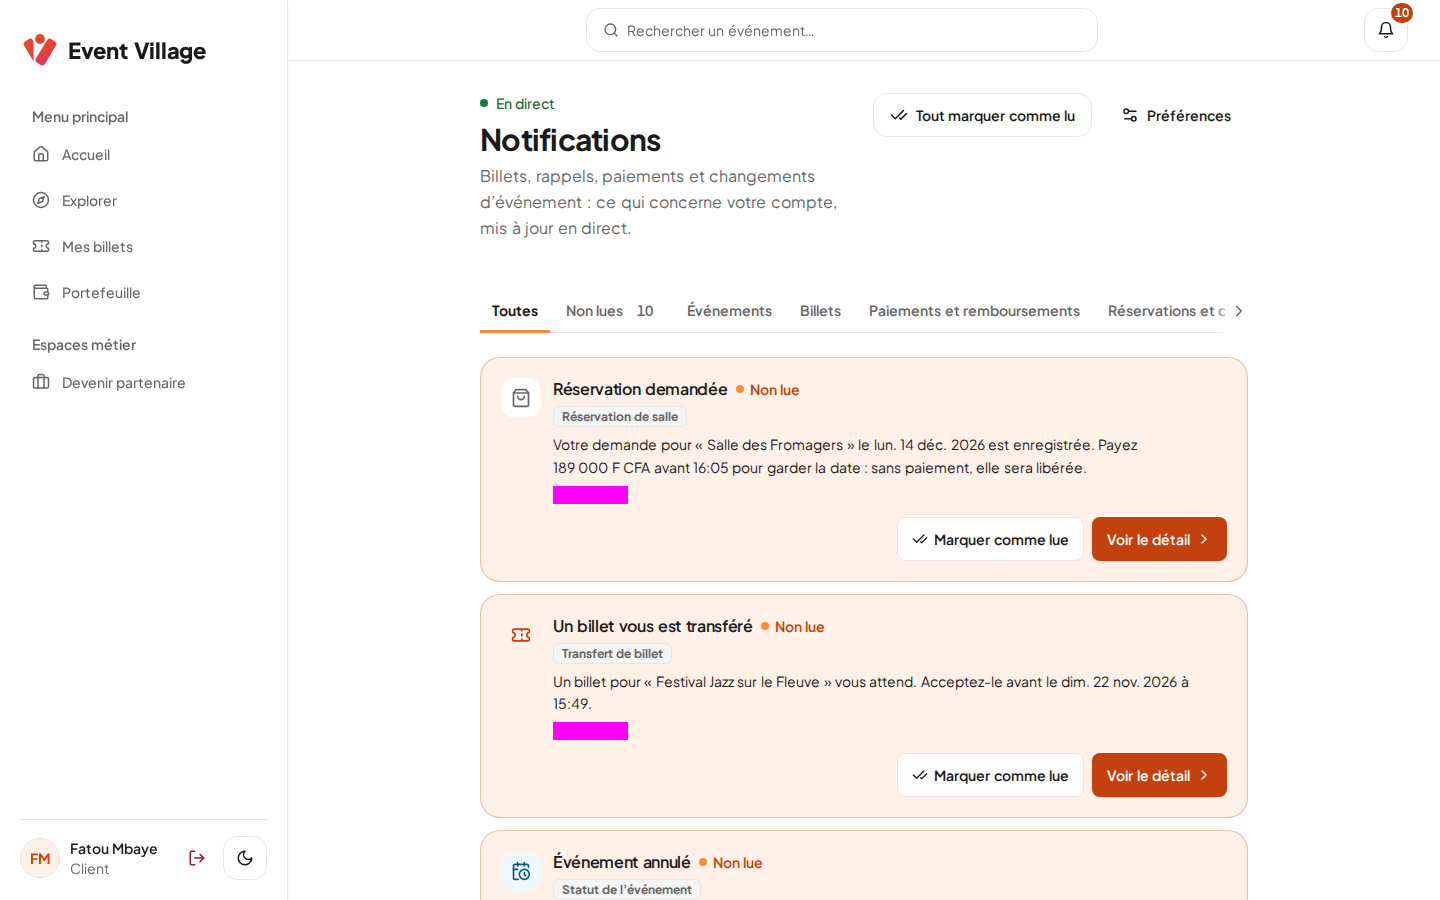 Event Village
Rechercher un événement…
10
Menu principal
Accueil
Explorer
Mes billets
Portefeuille
Espaces métier
Devenir partenaire
En direct
Notifications
Billets, rappels, paiements et changements
d’événement : ce qui concerne votre compte,
mis à jour en direct.
Tout marquer comme lu
Préférences
Toutes
Non lues 10
Événements
Billets
Paiements et remboursements
Réservations et c
Réservation demandée
Non lue
Réservation de salle
Votre demande pour « Salle des Fromagers » le lun. 14 déc. 2026 est enregistrée. Payez
189 000 F CFA avant 16:05 pour garder la date : sans paiement, elle sera libérée.
Marquer comme lue
Voir le détail
Un billet vous est transféré
Non lue
Transfert de billet
Un billet pour « Festival Jazz sur le Fleuve » vous attend. Acceptez-le avant le dim. 22 nov. 2026 à
15:49.
Marquer comme lue
Voir le détail
Événement annulé
Non lue
Statut de l’événement
FM
Fatou Mbaye
Client